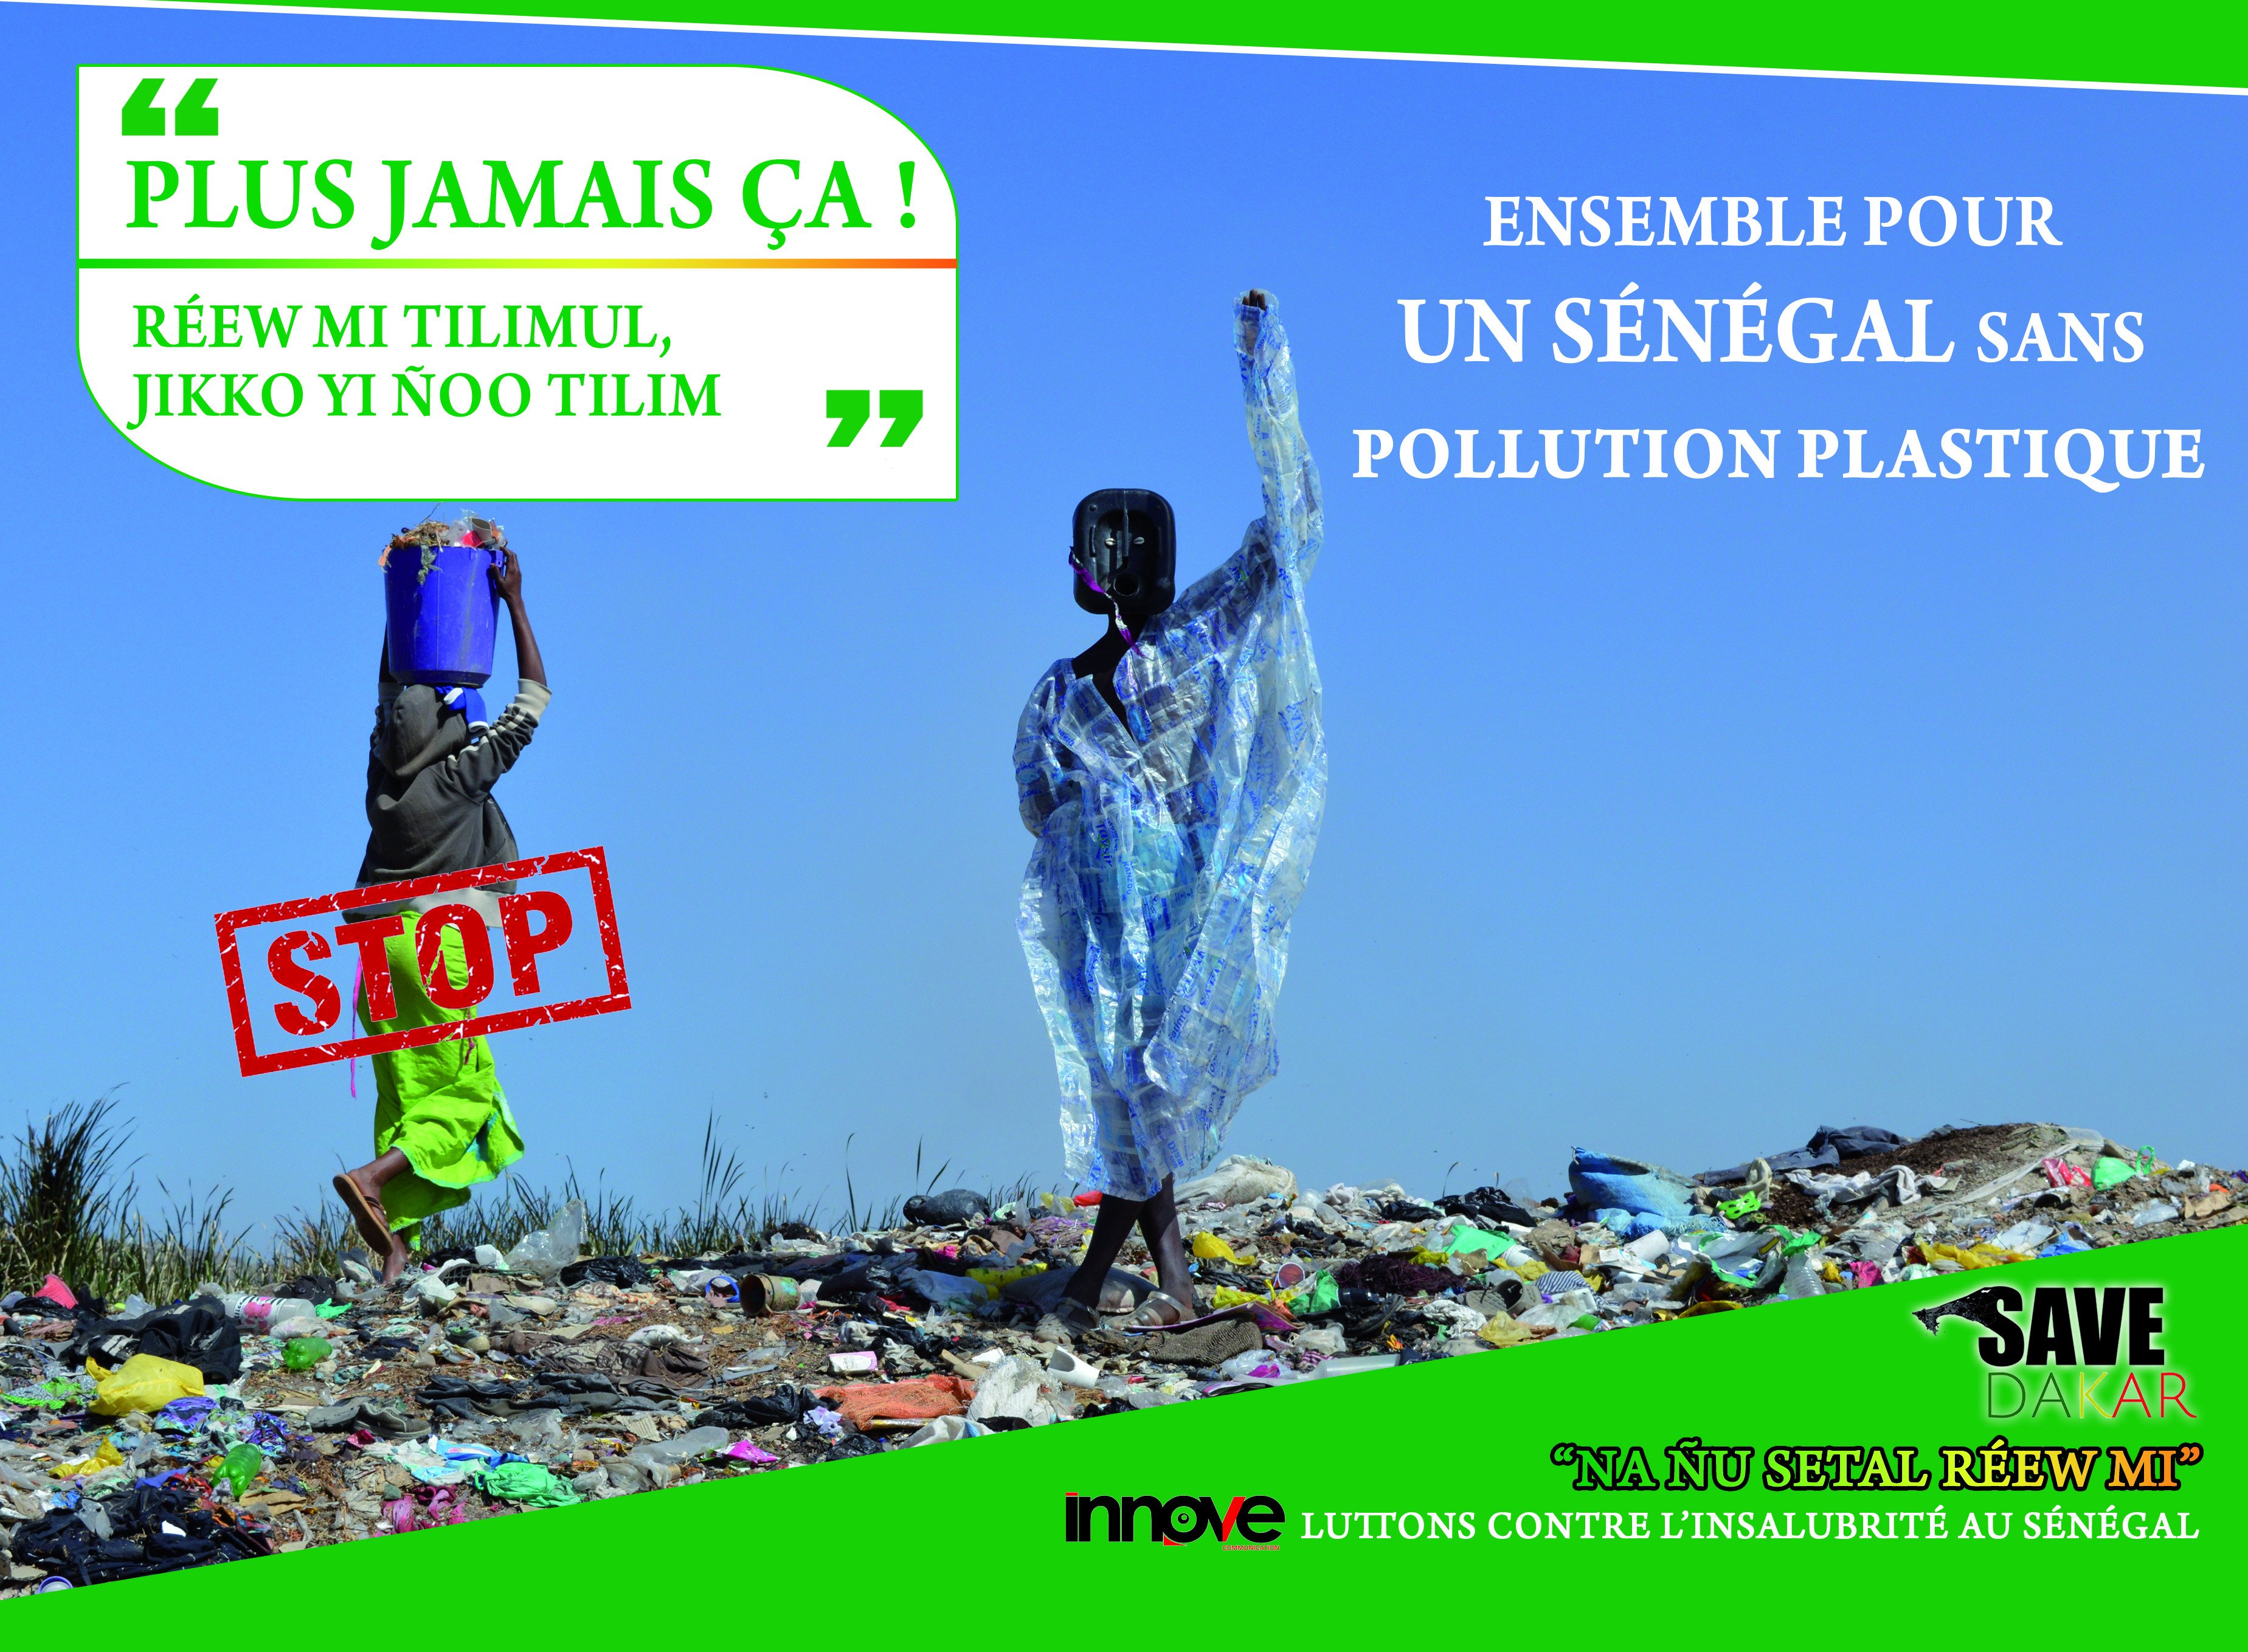 “
PLUS JAMAIS ÇA !
RÉEW MI TILIMUL,
JIKKO YI ÑOO TILIM
”
ENSEMBLE POUR
UN SÉNÉGAL SANS
POLLUTION PLASTIQUE
STOP
SAVE
DAKAR
“NA ÑU SETAL RÉEW MI”
innove
COMMUNICATION
LUTTONS CONTRE L’INSALUBRITÉ AU SÉNÉGAL